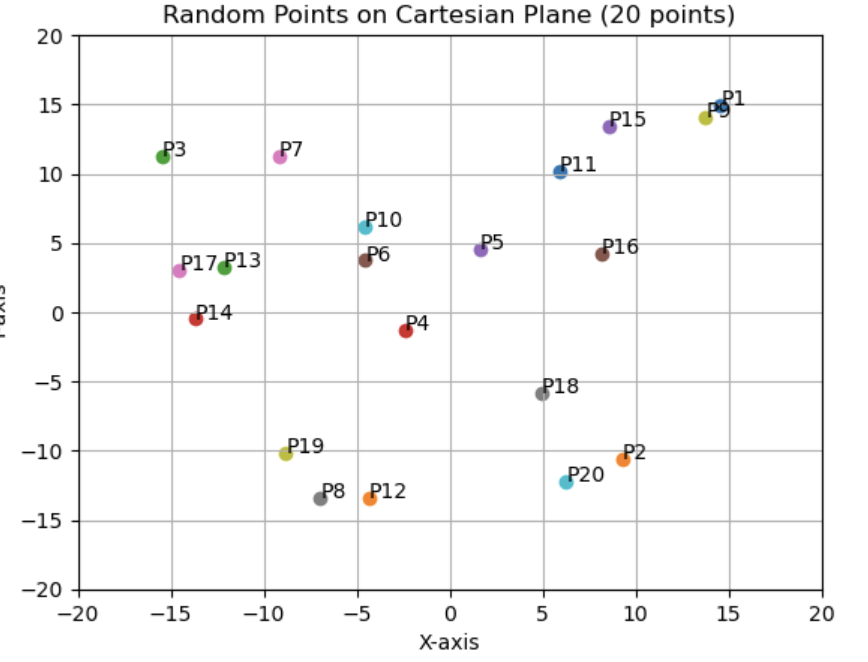 Random Points on Cartesian Plane (20 points)
20
15
10
5
0
−5
−10
−15
−20
P1
P9
P15
P3
P7
P11
P10
P5
P16
P6
P17
P13
P14
P4
P18
P19
P2
P20
P8
P12
−20
−15
−10
−5
0
5
10
15
20
X-axis